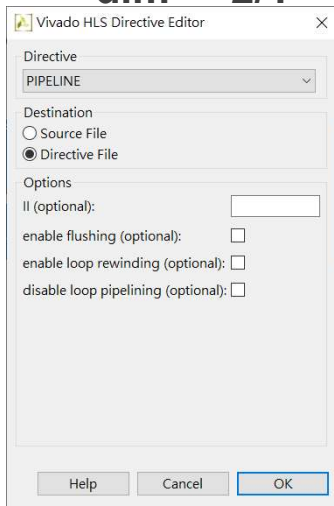 Vivado HLS Directive Editor
Directive
PIPELINE
Destination
Source File
Directive File
Options
II (optional):
enable flushing (optional):
enable loop rewinding (optional):
disable loop pipelining (optional):
Help Cancel OK